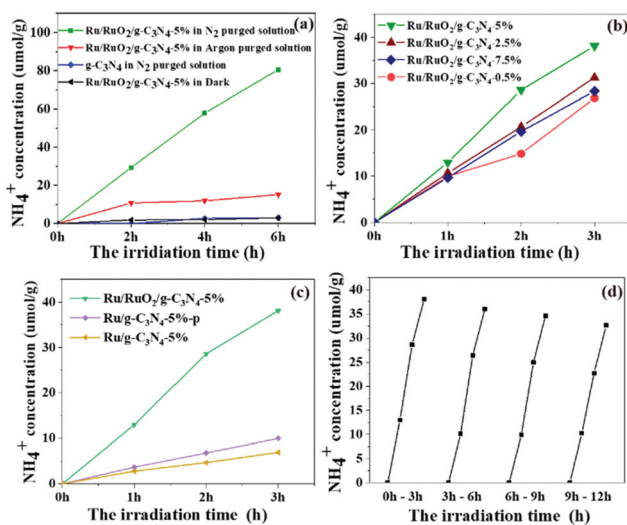 (a)
Ru/RuO2/g-C3N4-5% in N2 purged solution
Ru/RuO2/g-C3N4-5% in Argon purged solution
g-C3N4 in N2 purged solution
Ru/RuO2/g-C3N4-5% in Dark
NH4+ concentration (umol/g)
100
80
60
40
20
10
0
0h 2h 4h 6h
The irridiation time (h)
(b)
Ru/RuO2/g-C3N4-5%
Ru/RuO2/g-C3N4-2.5%
Ru/RuO2/g-C3N4-7.5%
Ru/RuO2/g-C3N4-0.5%
NH4+ concentration (umol/g)
40
30
20
10
0
0h 1h 2h 3h
The irridiation time (h)
(c)
Ru/RuO2/g-C3N4-5%
Ru/g-C3N4-5%-p
Ru/g-C3N4-5%
NH4+ concentration (umol/g)
40
30
20
10
0
0h 1h 2h 3h
The irridiation time (h)
(d)
NH4+ concentration (umol/g)
40
35
30
25
20
15
10
5
0
0h - 3h 3h - 6h 6h - 9h 9h - 12h
The irridiation time (h)